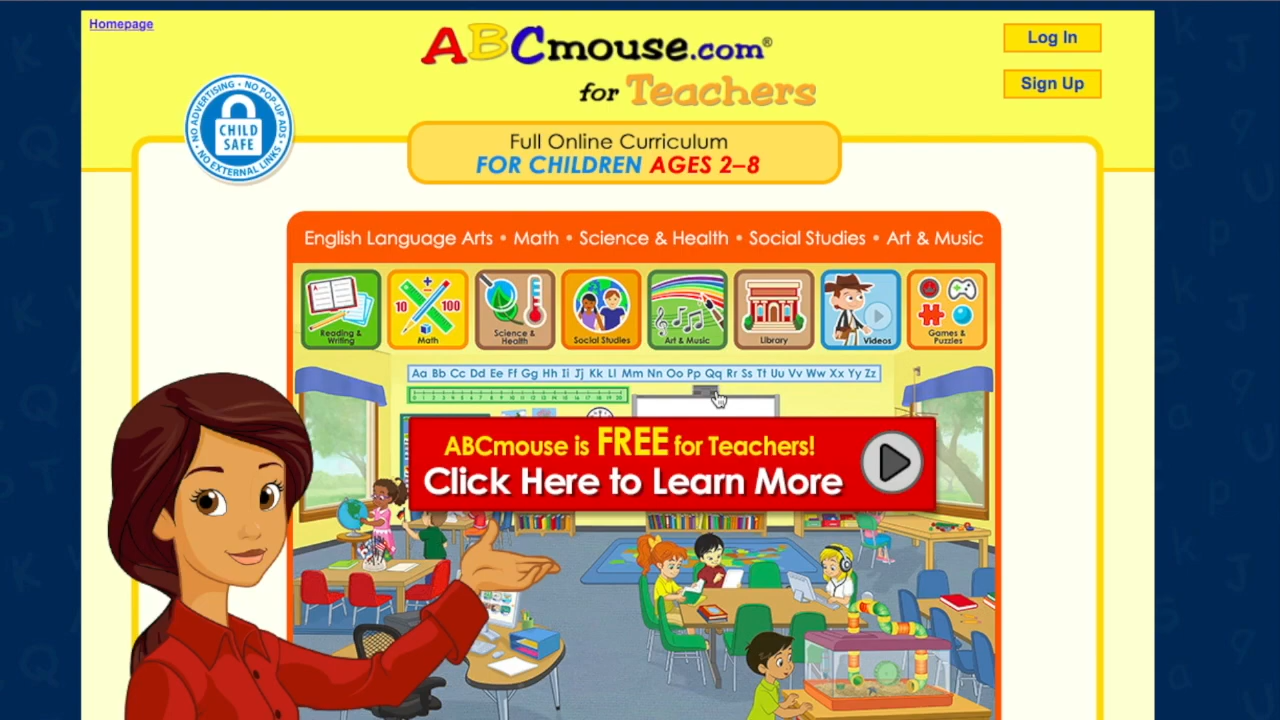 Homepage
ABCmouse.com®
for Teachers
Log In
Sign Up
NO ADVERTISING • NO POP-UP ADS • NO EXTERNAL LINKS
CHILD
SAFE
Full Online Curriculum
FOR CHILDREN AGES 2–8
English Language Arts • Math • Science & Health • Social Studies • Art & Music
Reading & Writing
10 100
Math
Science & Health
Social Studies
Art & Music
Library
Videos
Games & Puzzles
Aa Bb Cc Dd Ee Ff Gg Hh Ii Jj Kk Ll Mm Nn Oo Pp Qq Rr Ss Tt Uu Vv Ww Xx Yy Zz
ABCmouse is FREE for Teachers!
Click Here to Learn More